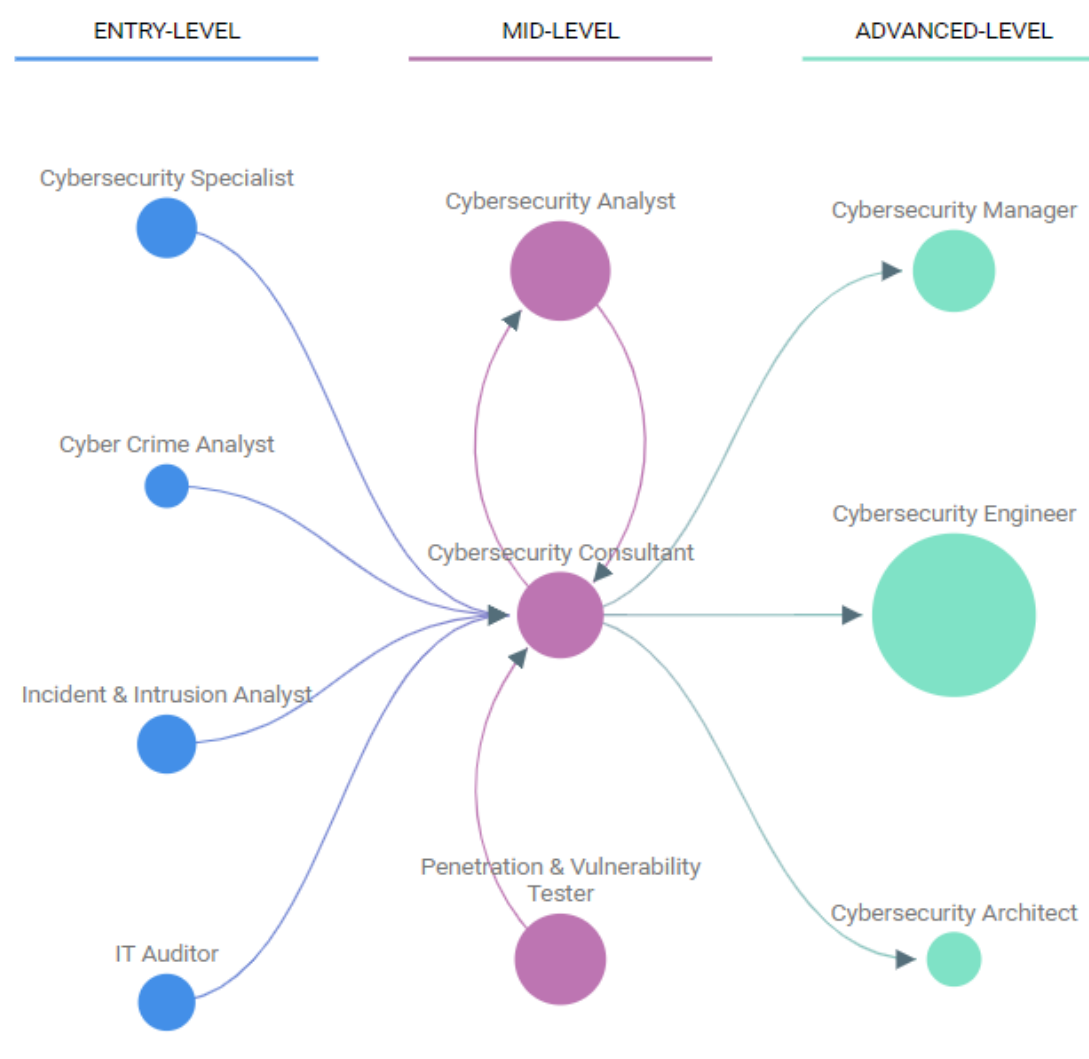 ENTRY-LEVEL
MID-LEVEL
ADVANCED-LEVEL
Cybersecurity Specialist
Cybersecurity Analyst
Cybersecurity Manager
Cyber Crime Analyst
Cybersecurity Consultant
Cybersecurity Engineer
Incident & Intrusion Analyst
Penetration & Vulnerability
Tester
Cybersecurity Architect
IT Auditor